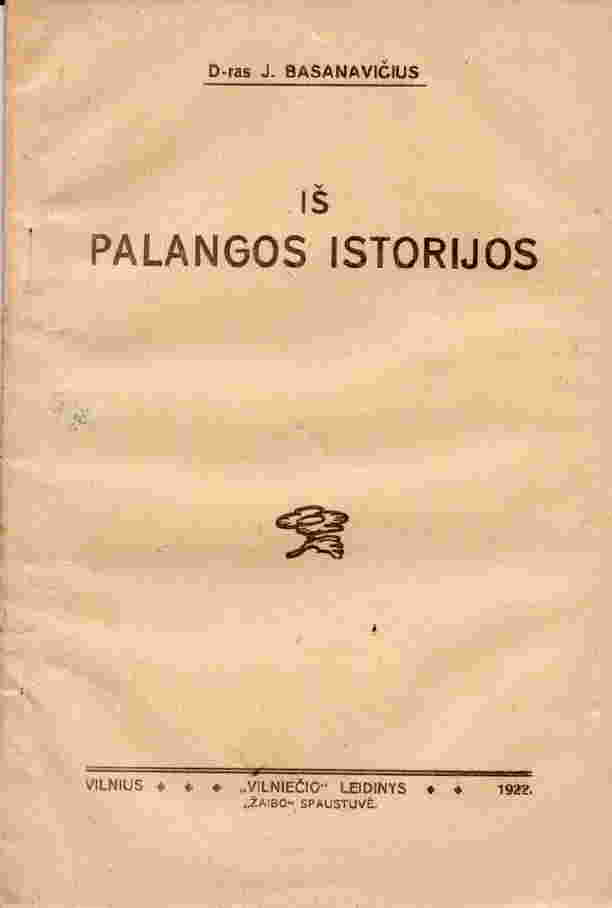 D-ras J. BASANAVIČIUS
IŠ
PALANGOS ISTORIJOS
VILNIUS ◆ ◆ ◆ „VILNIEČIO“ LEIDINYS ◆ ◆ 1922.
„ŽAIBO“ SPAUSTUVĖ.